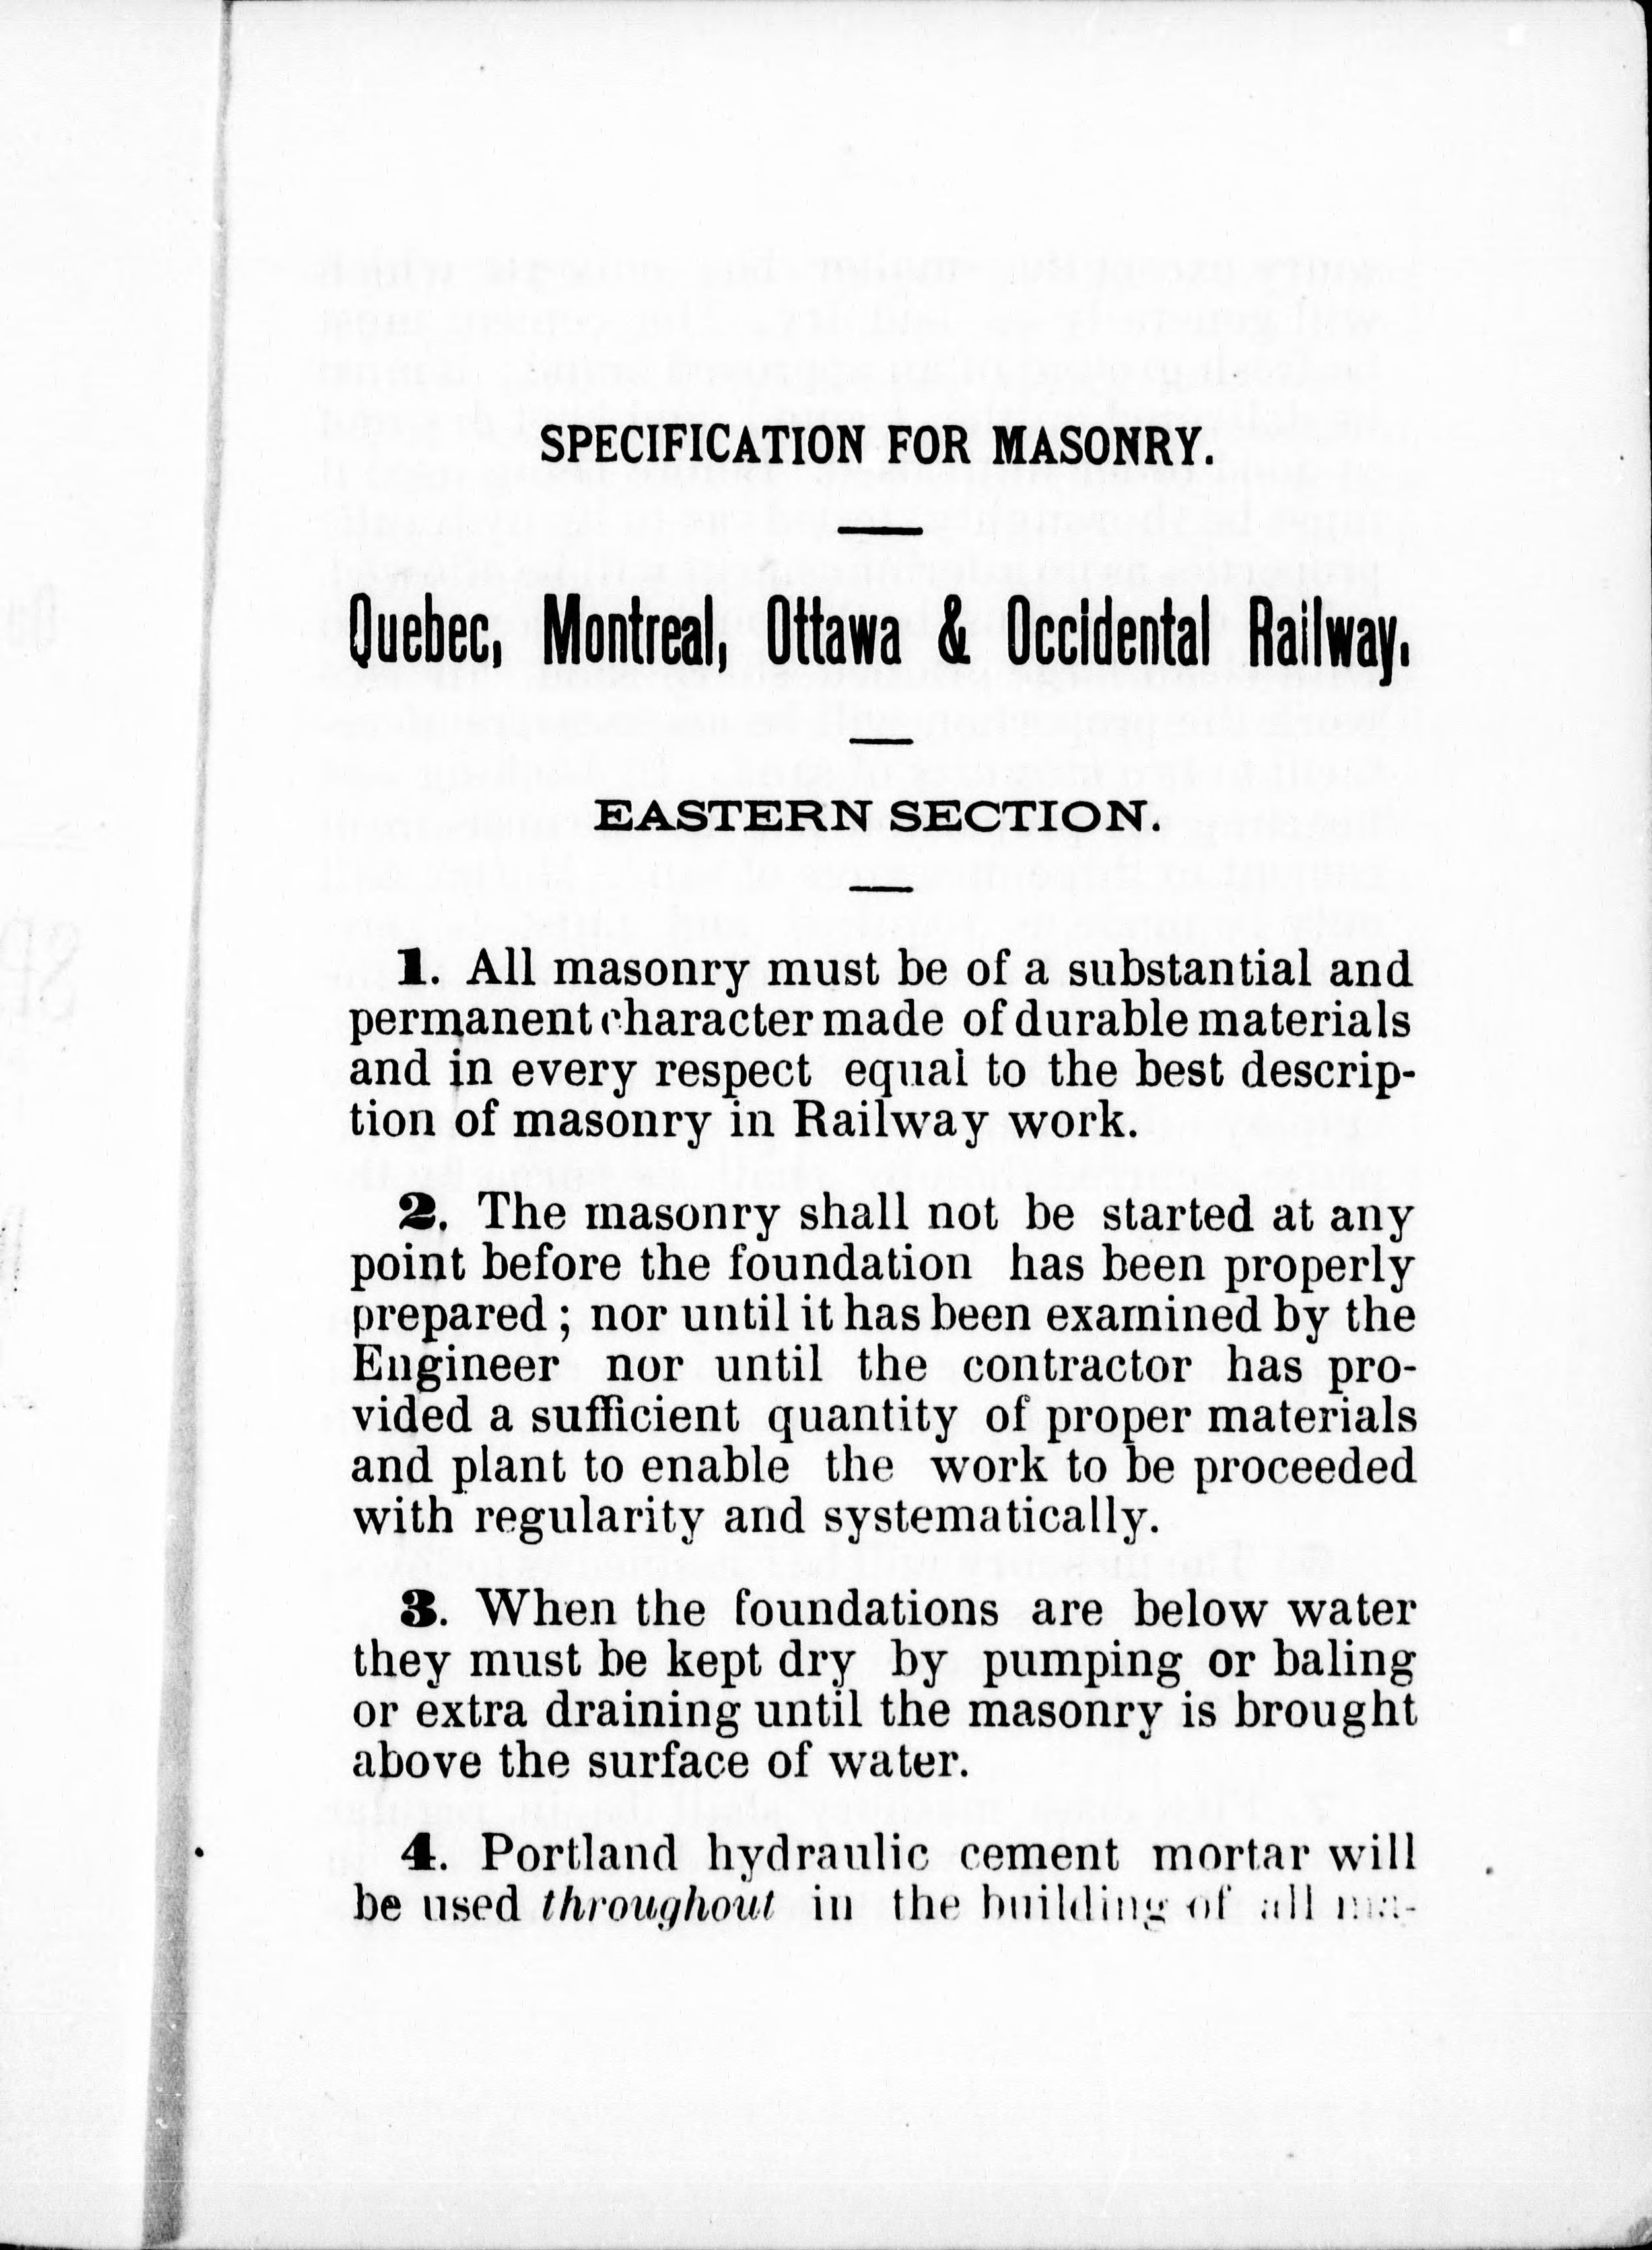 SPECIFICATION FOR MASONRY.
Quebec, Montreal, Ottawa & Occidental Railway.
EASTERN SECTION.
1. All masonry must be of a substantial and
permanent character made of durable materials
and in every respect equal to the best descrip-
tion of masonry in Railway work.
2. The masonry shall not be started at any
point before the foundation has been properly
prepared ; nor until it has been examined by the
Engineer nor until the contractor has pro-
vided a sufficient quantity of proper materials
and plant to enable the work to be proceeded
with regularity and systematically.
3. When the foundations are below water
they must be kept dry by pumping or baling
or extra draining until the masonry is brought
above the surface of water.
4. Portland hydraulic cement mortar will
be used throughout in the building of all ma-